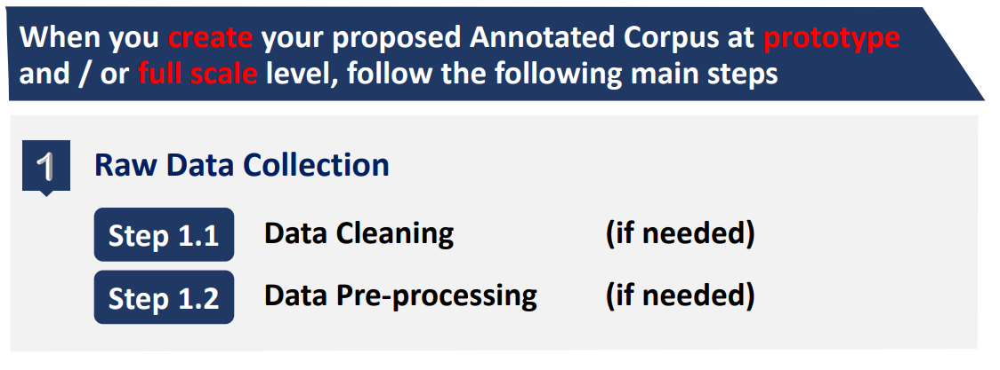 When you create your proposed Annotated Corpus at prototype
and / or full scale level, follow the following main steps
1 Raw Data Collection
Step 1.1 Data Cleaning (if needed)
Step 1.2 Data Pre-processing (if needed)